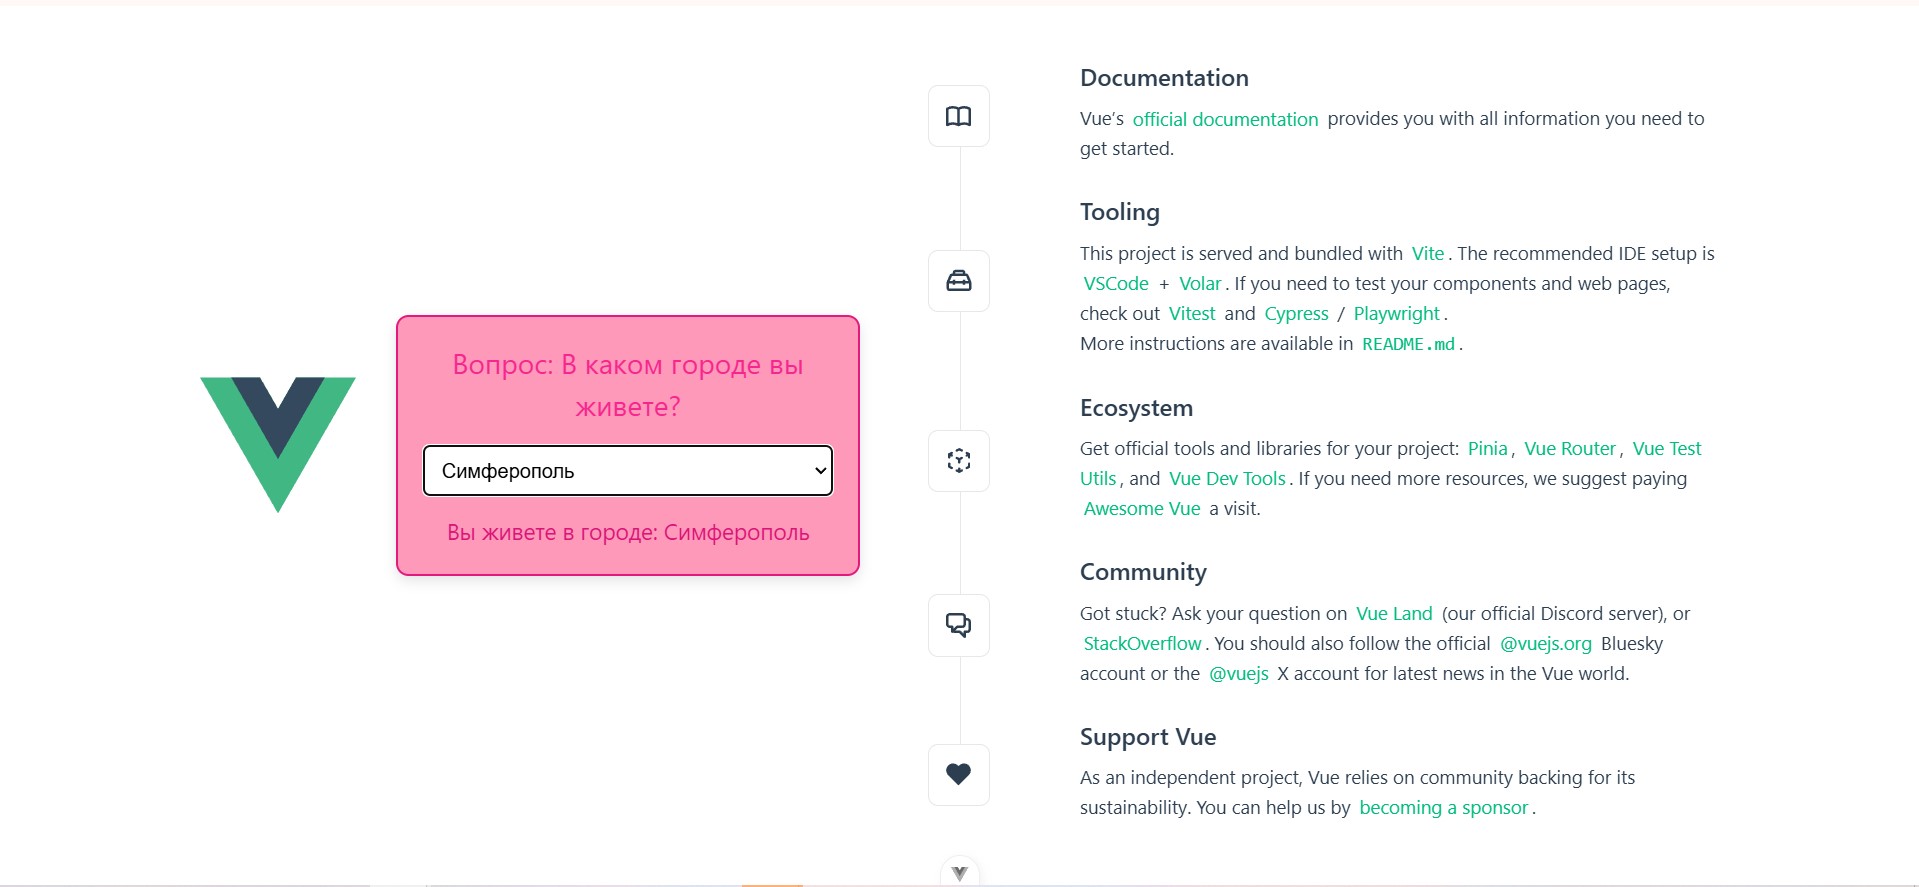 Вопрос: В каком городе вы
живете?
Симферополь
Вы живете в городе: Симферополь
Documentation
Vue’s official documentation provides you with all information you need to
get started.
Tooling
This project is served and bundled with Vite. The recommended IDE setup is
VSCode + Volar. If you need to test your components and web pages,
check out Vitest and Cypress / Playwright.
More instructions are available in README.md.
Ecosystem
Get official tools and libraries for your project: Pinia, Vue Router, Vue Test
Utils, and Vue Dev Tools. If you need more resources, we suggest paying
Awesome Vue a visit.
Community
Got stuck? Ask your question on Vue Land (our official Discord server), or
StackOverflow. You should also follow the official @vuejs.org Bluesky
account or the @vuejs X account for latest news in the Vue world.
Support Vue
As an independent project, Vue relies on community backing for its
sustainability. You can help us by becoming a sponsor.